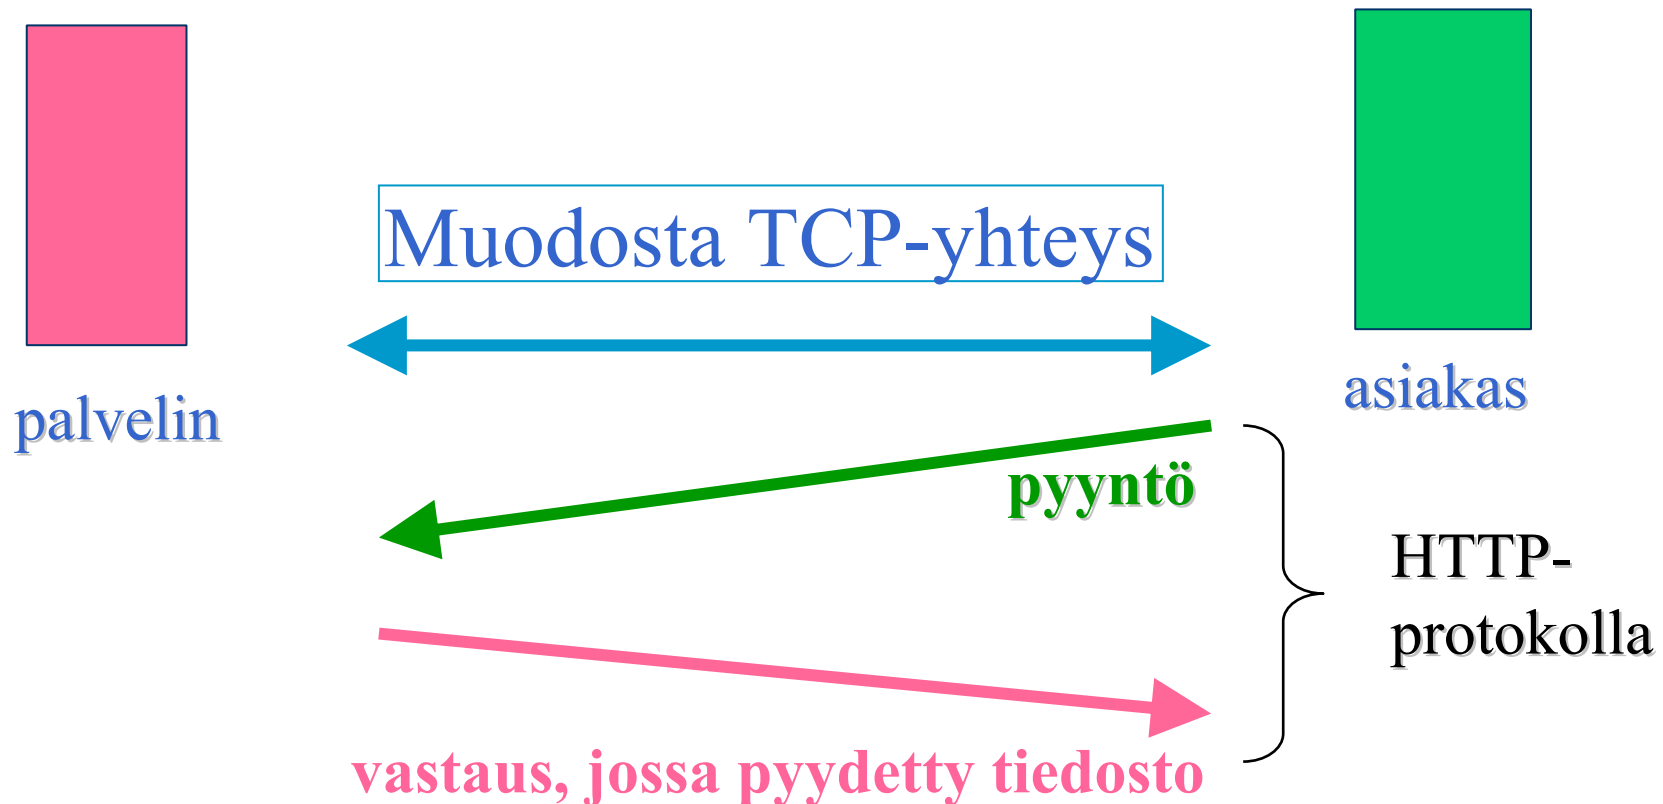 Muodosta TCP-yhteys
palvelin
asiakas
pyyntö
HTTP-
protokolla
vastaus, jossa pyydetty tiedosto